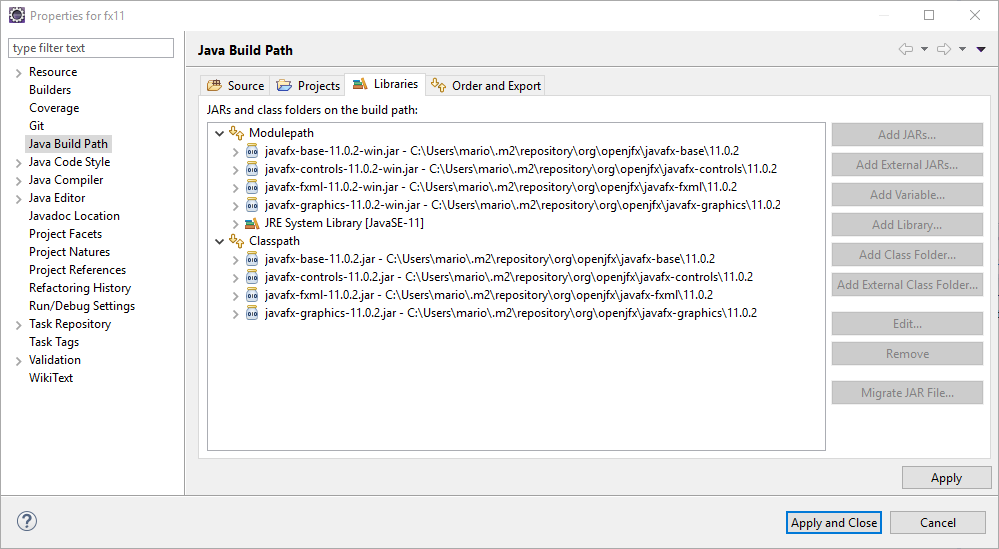 Properties for fx11
type filter text
Resource
Builders
Coverage
Git
Java Build Path
Java Code Style
Java Compiler
Java Editor
Javadoc Location
Project Facets
Project Natures
Project References
Refactoring History
Run/Debug Settings
Task Repository
Task Tags
Validation
WikiText
Java Build Path
Source Projects Libraries Order and Export
JARs and class folders on the build path:
Modulepath
javafx-base-11.0.2-win.jar - C:\Users\mario\.m2\repository\org\openjfx\javafx-base\11.0.2
javafx-controls-11.0.2-win.jar - C:\Users\mario\.m2\repository\org\openjfx\javafx-controls\11.0.2
javafx-fxml-11.0.2-win.jar - C:\Users\mario\.m2\repository\org\openjfx\javafx-fxml\11.0.2
javafx-graphics-11.0.2-win.jar - C:\Users\mario\.m2\repository\org\openjfx\javafx-graphics\11.0.2
JRE System Library [JavaSE-11]
Classpath
javafx-base-11.0.2.jar - C:\Users\mario\.m2\repository\org\openjfx\javafx-base\11.0.2
javafx-controls-11.0.2.jar - C:\Users\mario\.m2\repository\org\openjfx\javafx-controls\11.0.2
javafx-fxml-11.0.2.jar - C:\Users\mario\.m2\repository\org\openjfx\javafx-fxml\11.0.2
javafx-graphics-11.0.2.jar - C:\Users\mario\.m2\repository\org\openjfx\javafx-graphics\11.0.2
Add JARs...
Add External JARs...
Add Variable...
Add Library...
Add Class Folder...
Add External Class Folder...
Edit...
Remove
Migrate JAR File...
Apply
Apply and Close
Cancel